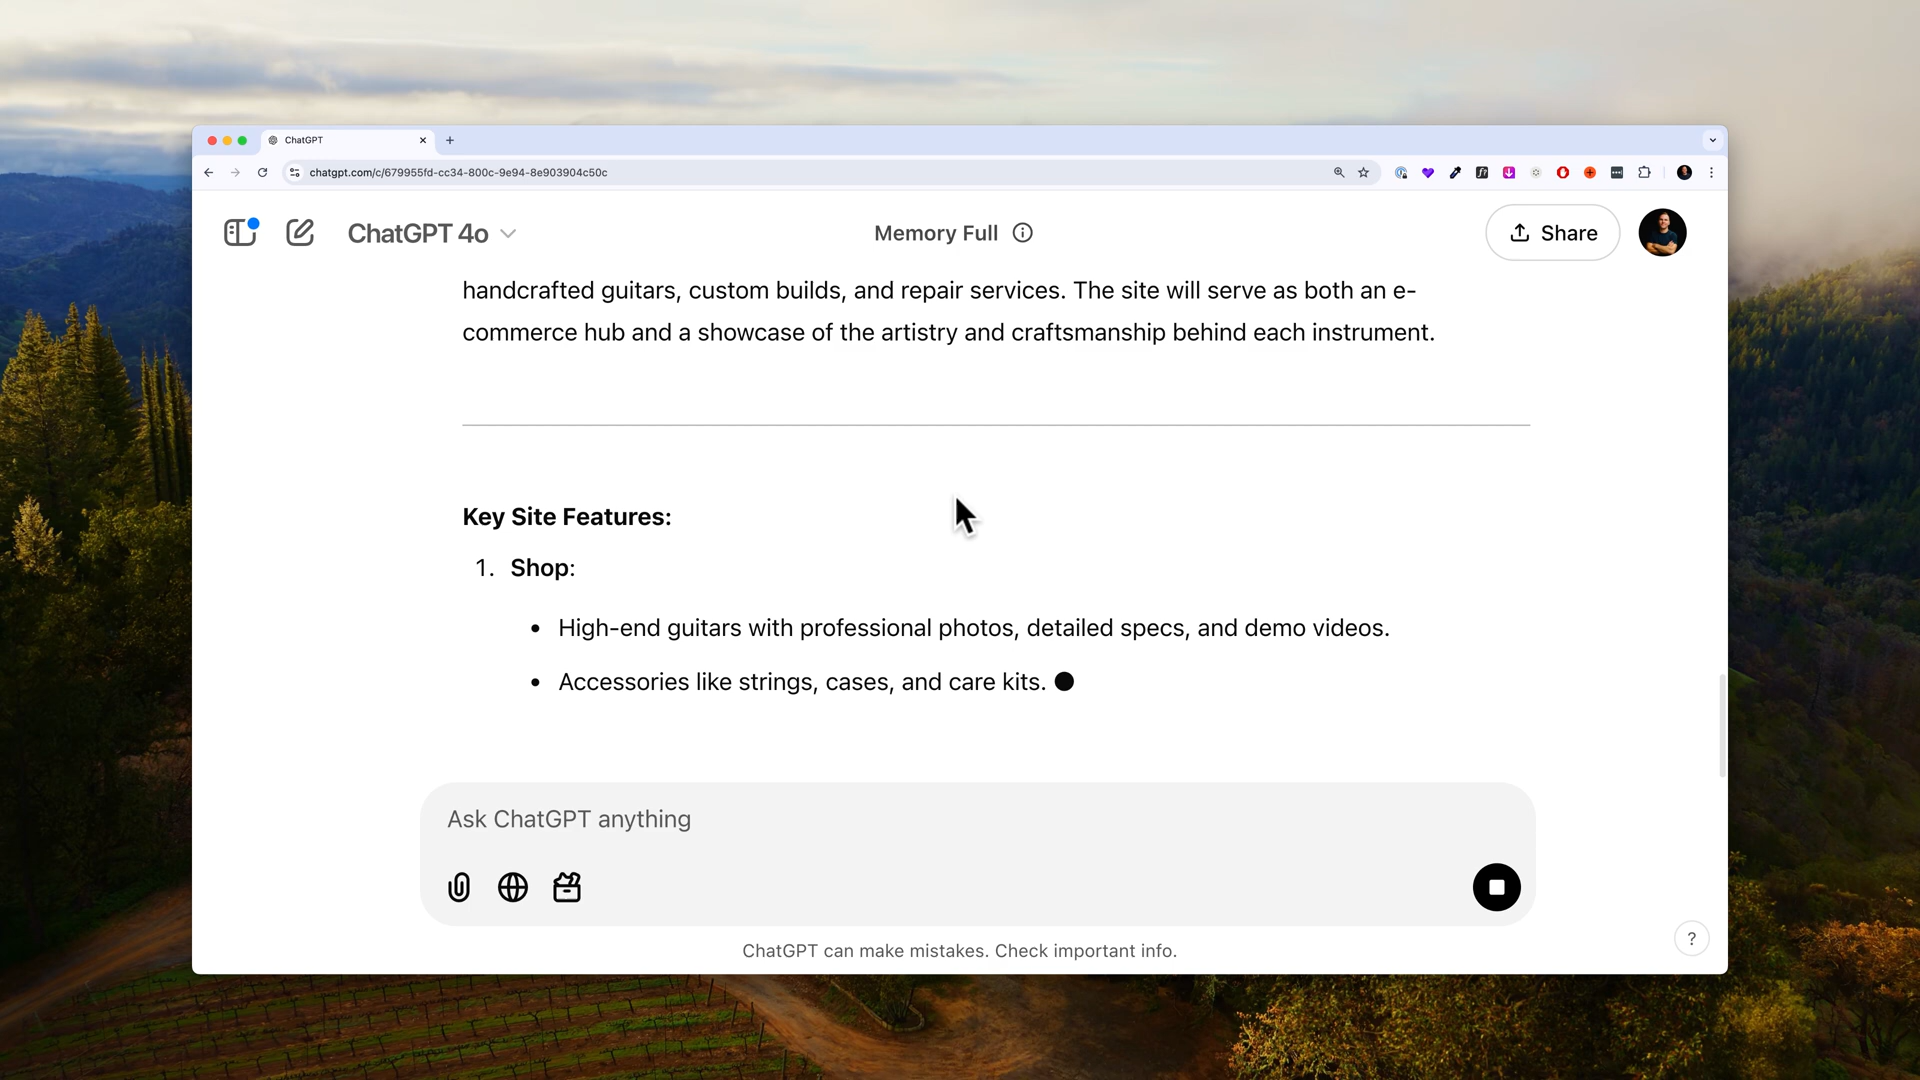 ChatGPT
chatgpt.com/c/679955fd-cc34-800c-9e94-8e903904c50c
ChatGPT 4o
Memory Full
Share
handcrafted guitars, custom builds, and repair services. The site will serve as both an e-
commerce hub and a showcase of the artistry and craftsmanship behind each instrument.
Key Site Features:
1. Shop:
• High-end guitars with professional photos, detailed specs, and demo videos.
• Accessories like strings, cases, and care kits.
Ask ChatGPT anything
ChatGPT can make mistakes. Check important info.
?